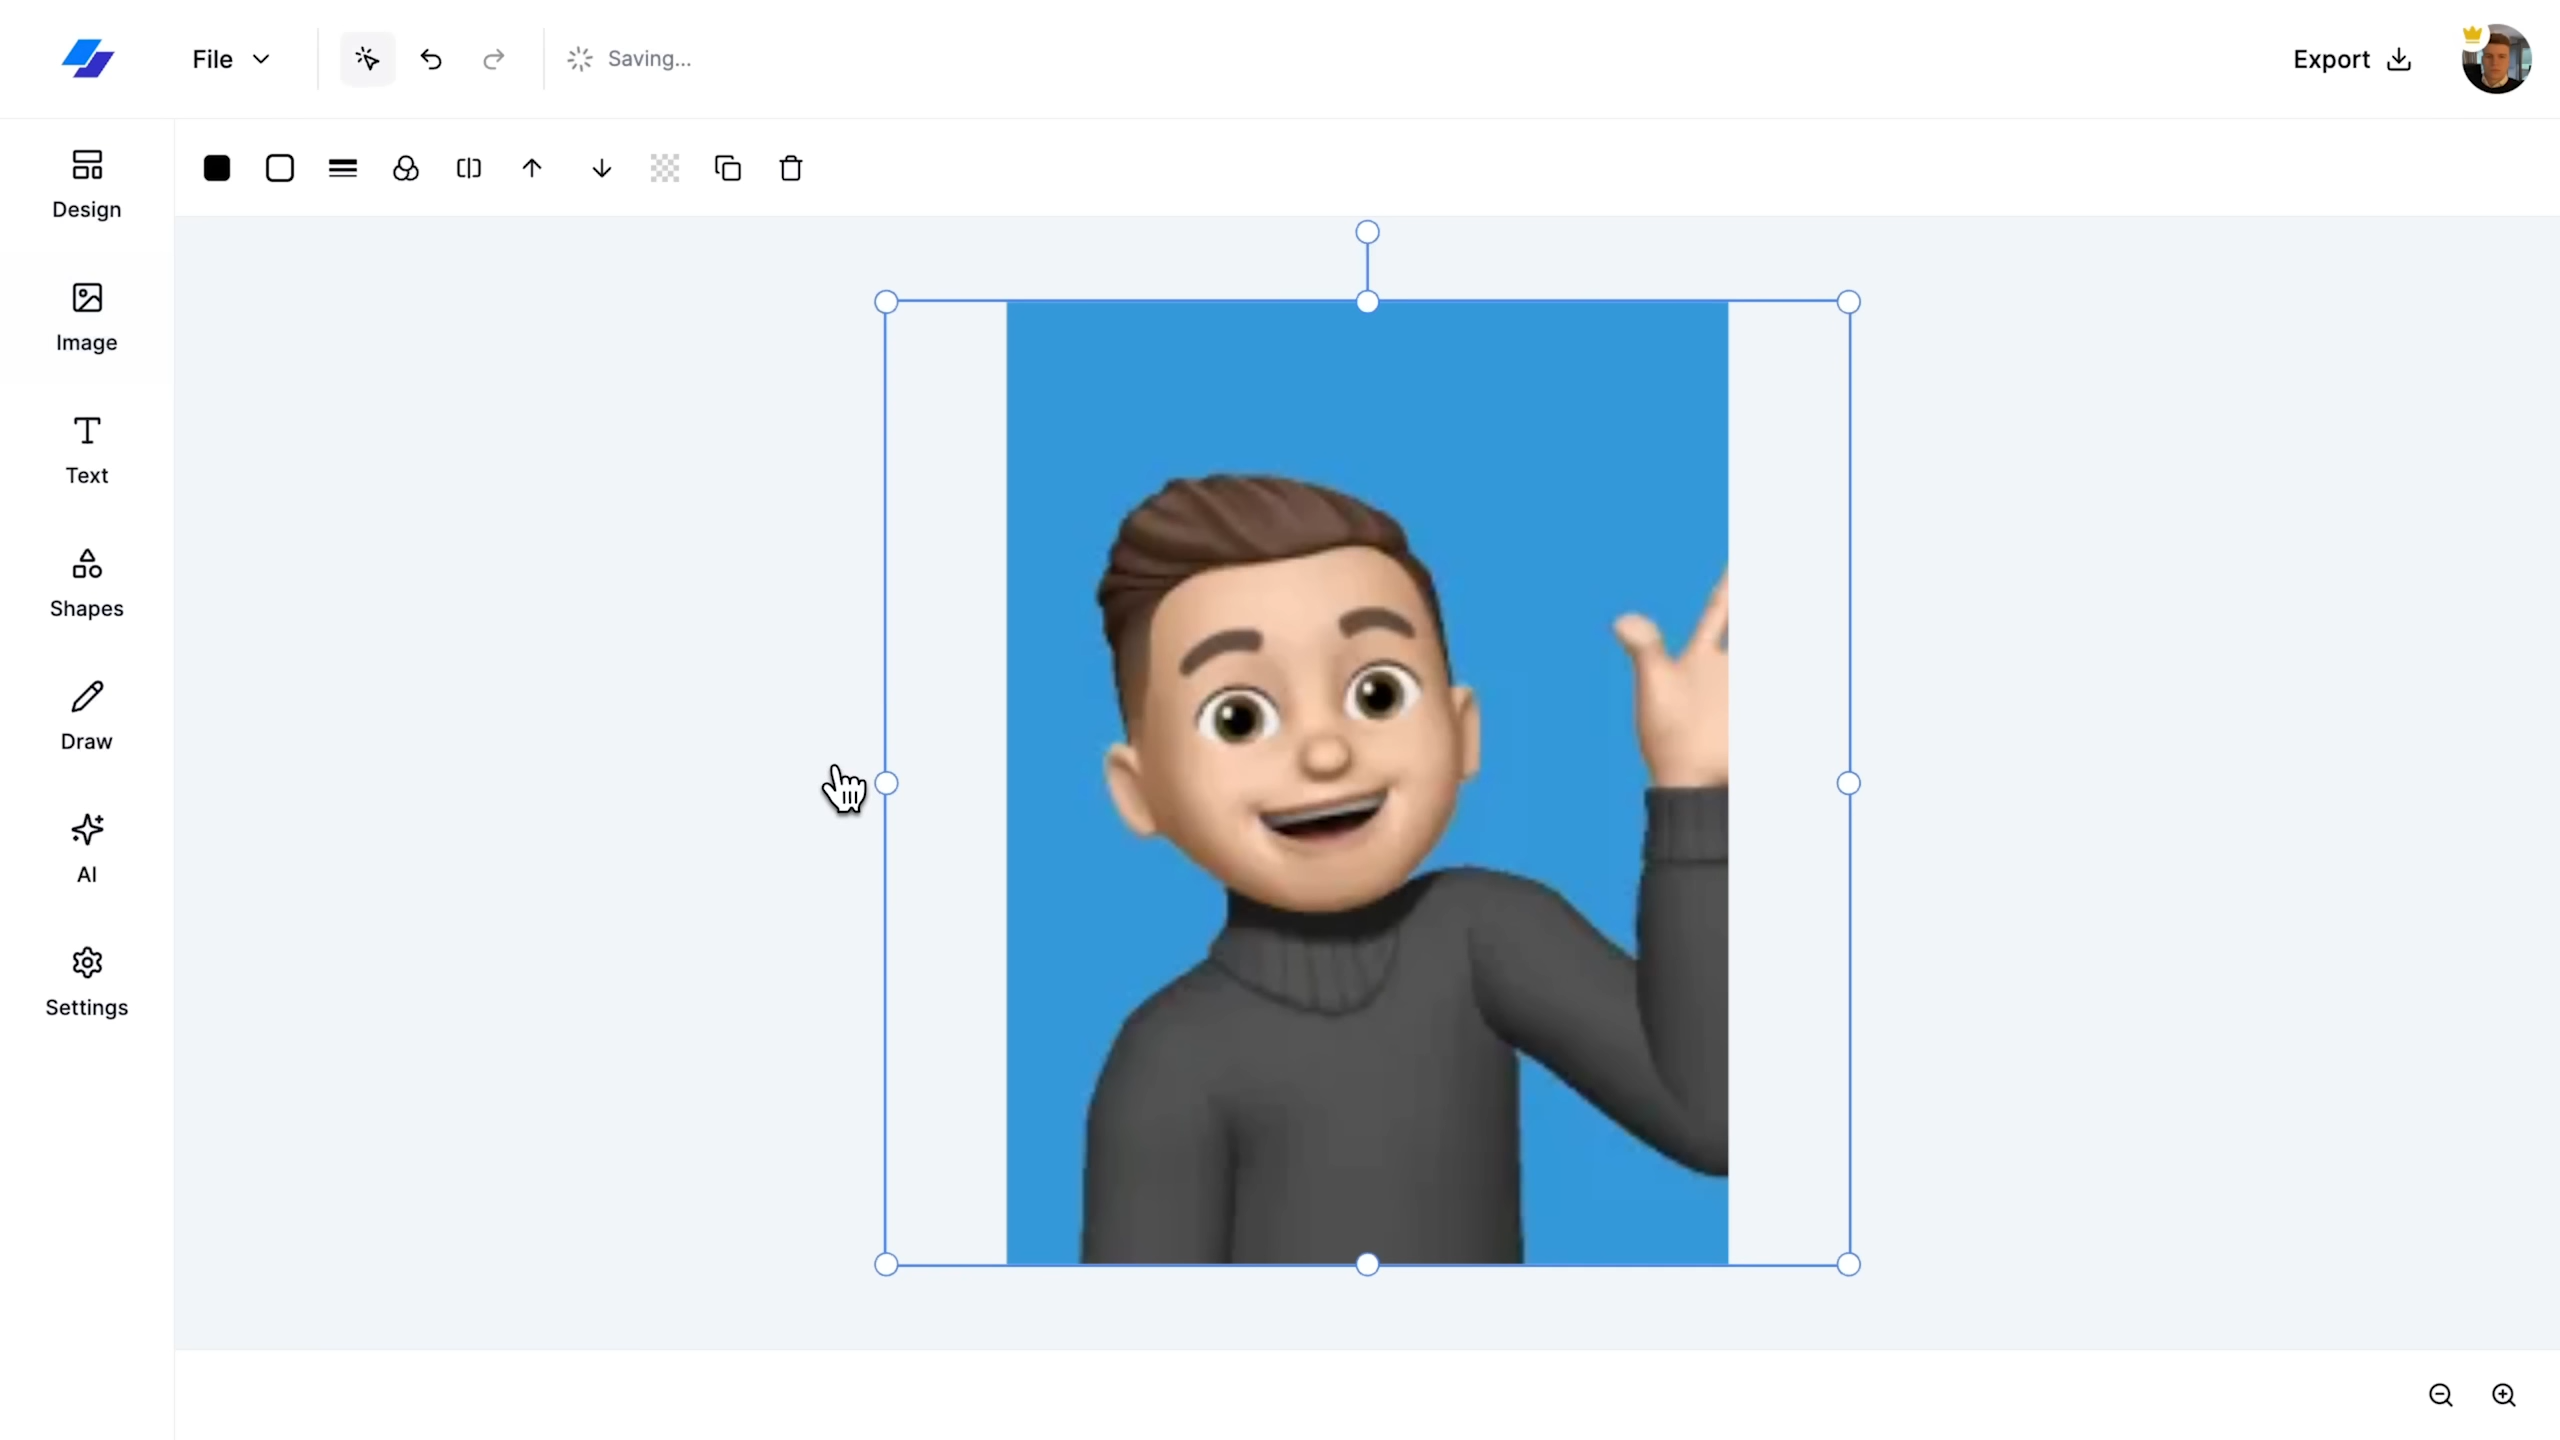 File
Saving...
Export
Design
Image
Text
Shapes
Draw
AI
Settings